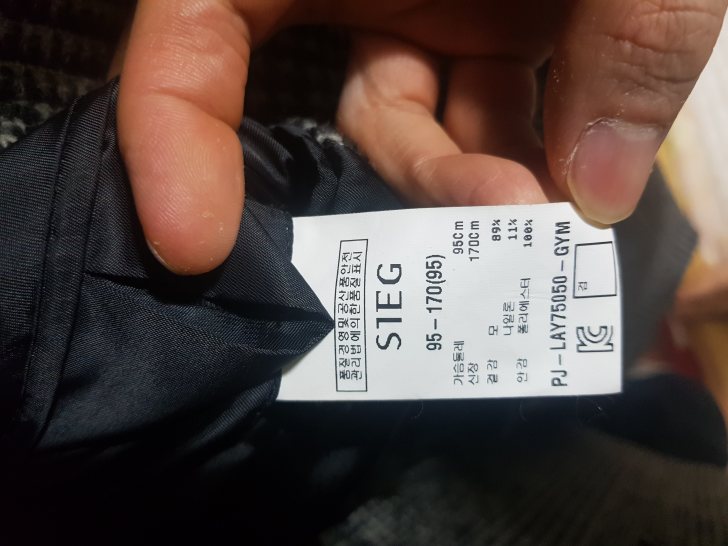 품질경영및공산품안전
관리법에의한품질표시
SIEG
95-170(95)
가슴둘레 95Cm
신장 170Cm
겉감 모 89%
나일론 11%
안감 폴리에스터 100%
PJ-LAY75050-GYM
검